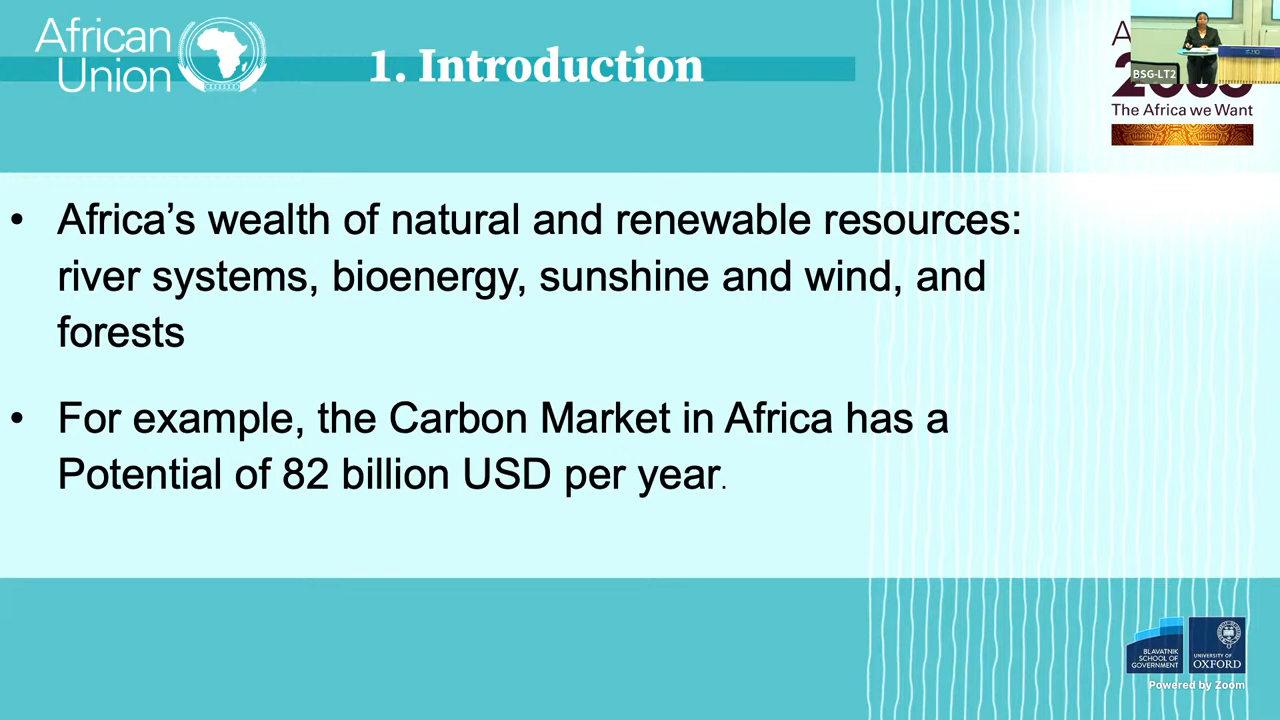 African
Union
1. Introduction
BSG-LT2
The Africa we Want
• Africa’s wealth of natural and renewable resources:
river systems, bioenergy, sunshine and wind, and
forests
• For example, the Carbon Market in Africa has a
Potential of 82 billion USD per year.
BLAVATNIK
SCHOOL OF
GOVERNMENT
UNIVERSITY OF
OXFORD
Powered by Zoom